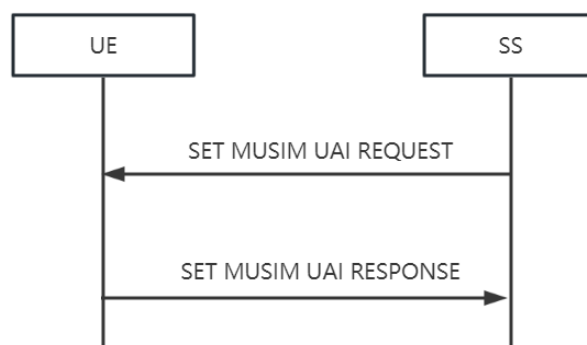 UE
SS
SET MUSIM UAI REQUEST
SET MUSIM UAI RESPONSE